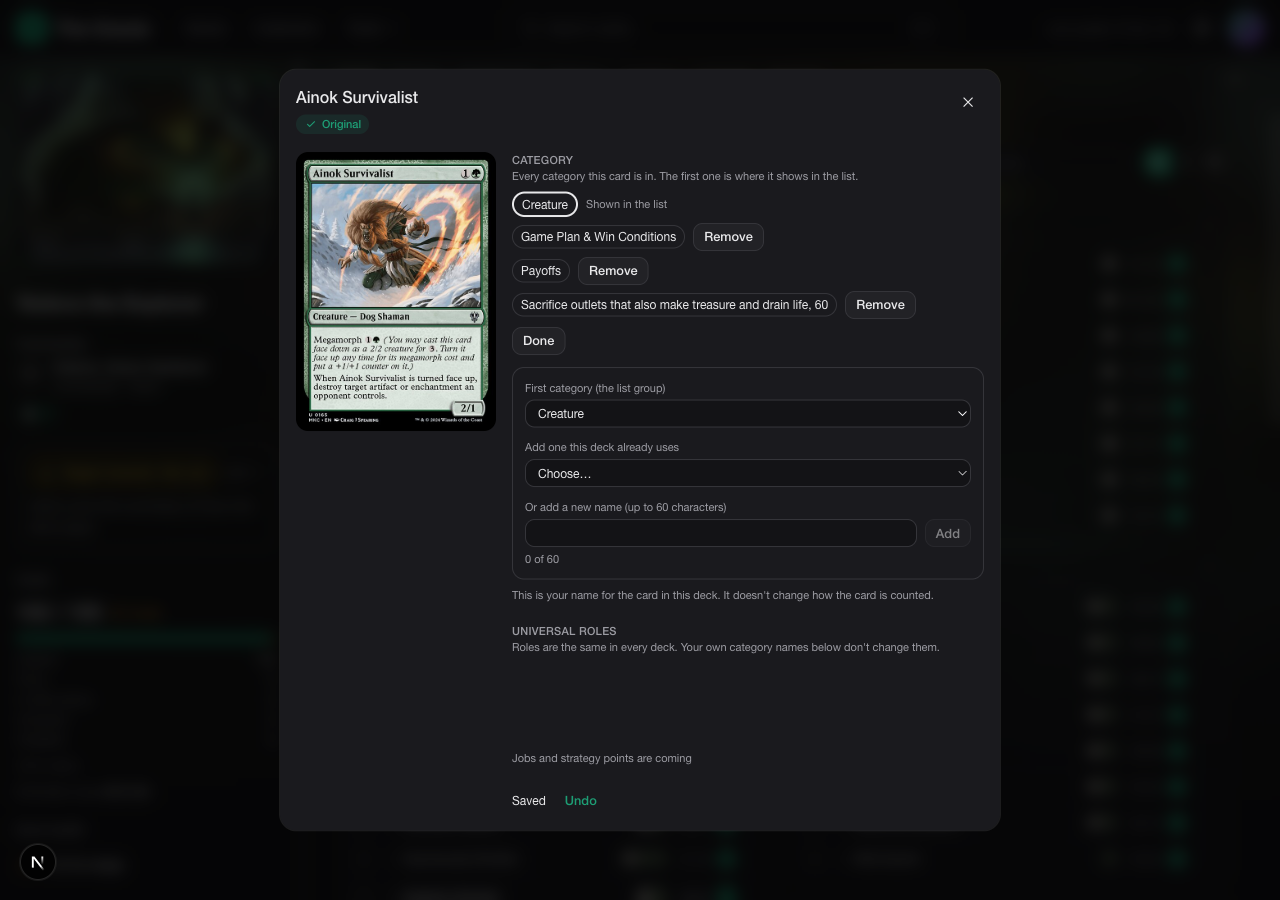 Ainok Survivalist
Original
Ainok Survivalist 1
Creature — Dog Shaman
Megamorph 1 (You may cast this card
face down as a 2/2 creature for 3. Turn it
face up any time for its megamorph cost and
put a +1/+1 counter on it.)
When Ainok Survivalist is turned face up,
destroy target artifact or enchantment an
opponent controls.
2/1
CATEGORY
Every category this card is in. The first one is where it shows in the list.
Creature Shown in the list
Game Plan & Win Conditions Remove
Payoffs Remove
Sacrifice outlets that also make treasure and drain life, 60 Remove
Done
First category (the list group)
Creature
Add one this deck already uses
Choose...
Or add a new name (up to 60 characters)
Add
0 of 60
This is your name for the card in this deck. It doesn't change how the card is counted.
UNIVERSAL ROLES
Roles are the same in every deck. Your own category names below don't change them.
Jobs and strategy points are coming
Saved Undo
N